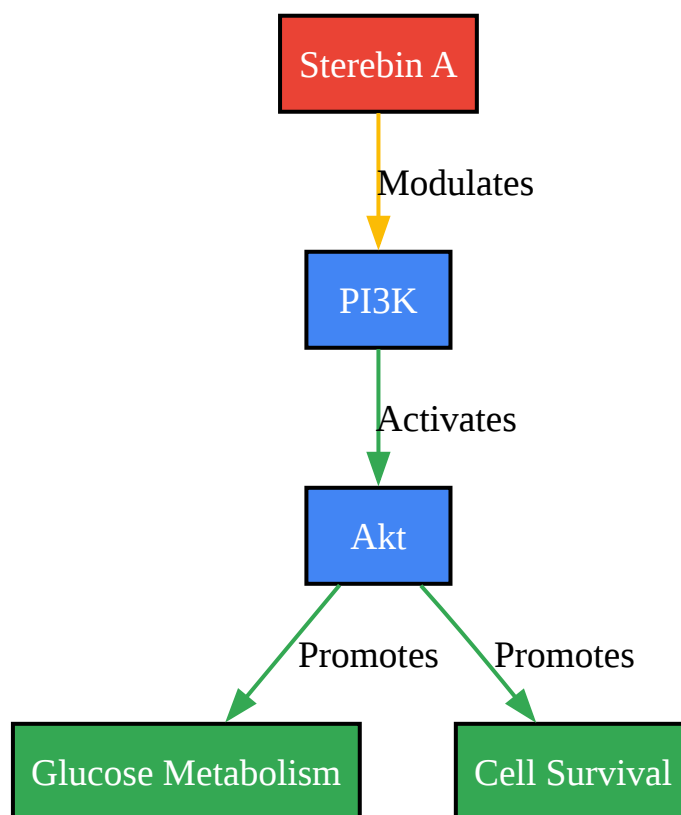 Sterebin A
Modulates
PI3K
Activates
Akt
Promotes Promotes
Glucose Metabolism Cell Survival